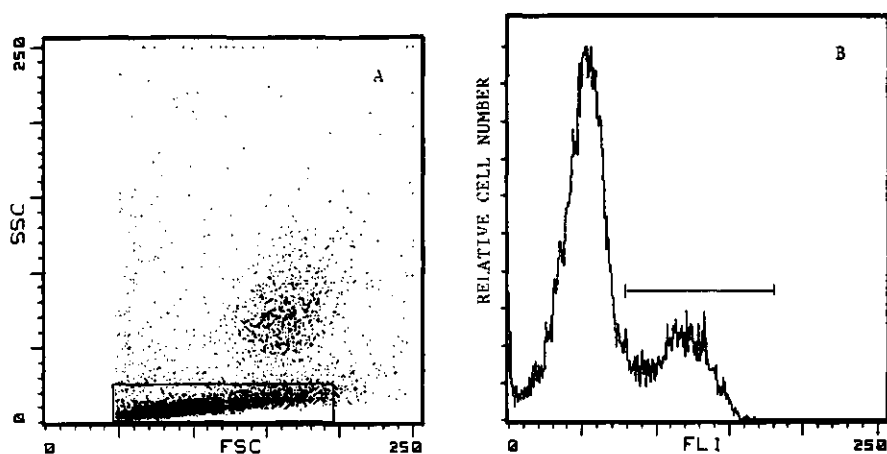 250
A
SSC
0
0
FSC
250
B
RELATIVE CELL NUMBER
0
FL1
250